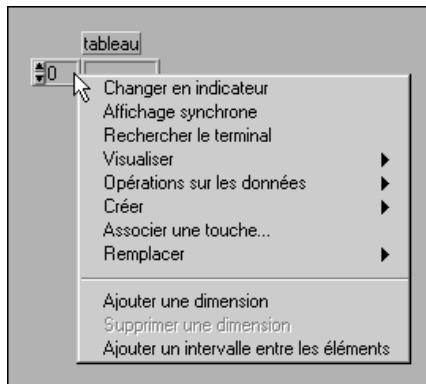 tableau
0
Changer en indicateur
Affichage synchrone
Rechercher le terminal
Visualiser
Opérations sur les données
Créer
Associer une touche...
Remplacer
Ajouter une dimension
Supprimer une dimension
Ajouter un intervalle entre les éléments